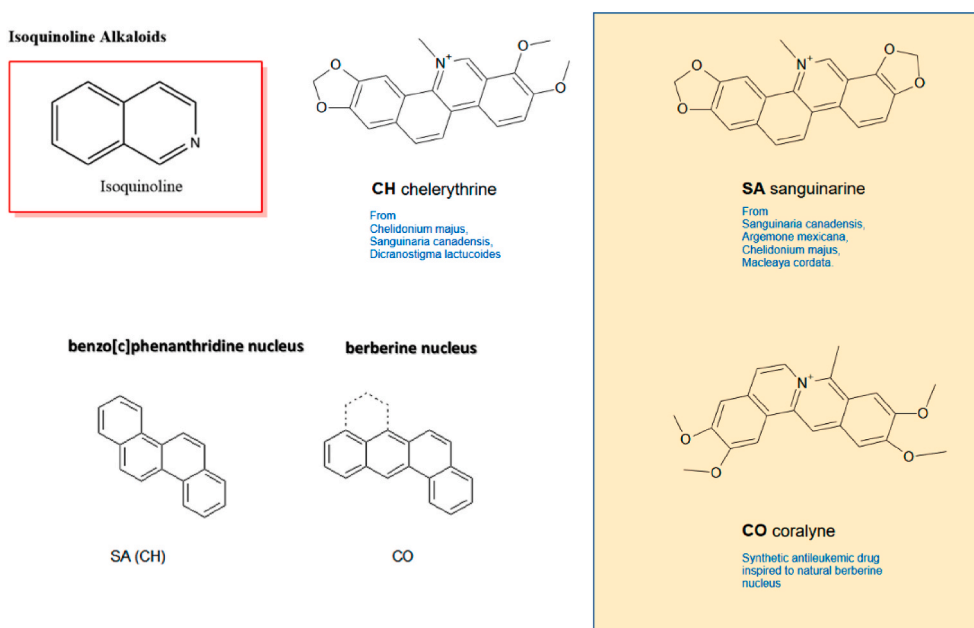 Isoquinoline Alkaloids
N
Isoquinoline
N+
O
O
O
O
CH chelerythrine
From
Chelidonium majus,
Sanguinaria canadensis,
Dicranostigma lactucoides
N+
O
O
O
O
SA sanguinarine
From
Sanguinaria canadensis,
Argemone mexicana,
Chelidonium majus,
Macleaya cordata.
benzo[c]phenanthridine nucleus
SA (CH)
berberine nucleus
CO
N+
O
O
O
O
CO coralyne
Synthetic antileukemic drug
inspired to natural berberine
nucleus